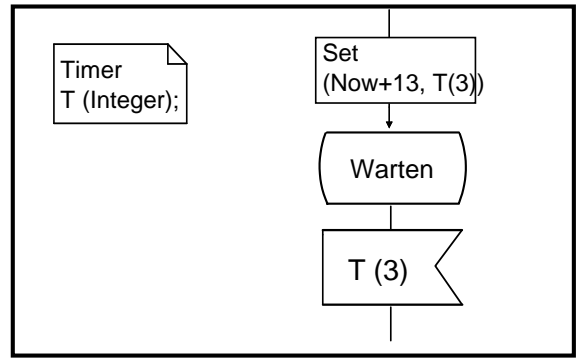 Timer
T (Integer);
Set
(Now+13, T(3))
Warten
T (3)